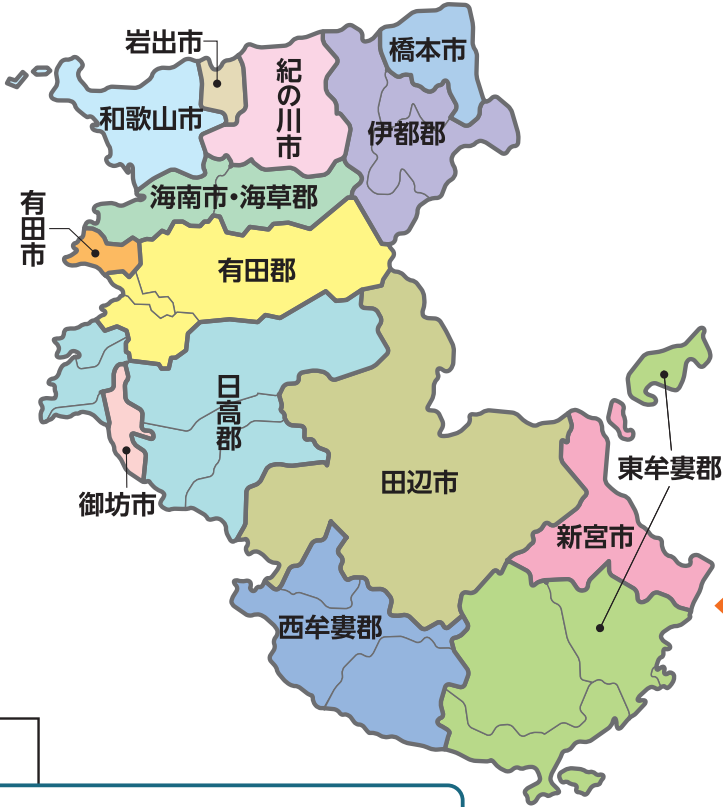 岩出市
橋本市
紀の川市
和歌山市
伊都郡
海南市・海草郡
有田市
有田郡
日高郡
御坊市
田辺市
東牟婁郡
新宮市
西牟婁郡